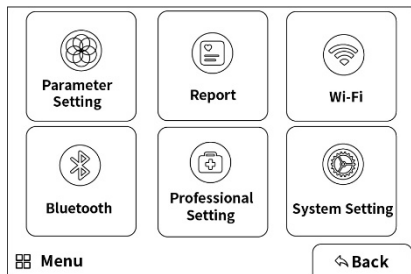 Parameter
Setting
Report
Wi-Fi
Bluetooth
Professional
Setting
System Setting
Menu
Back